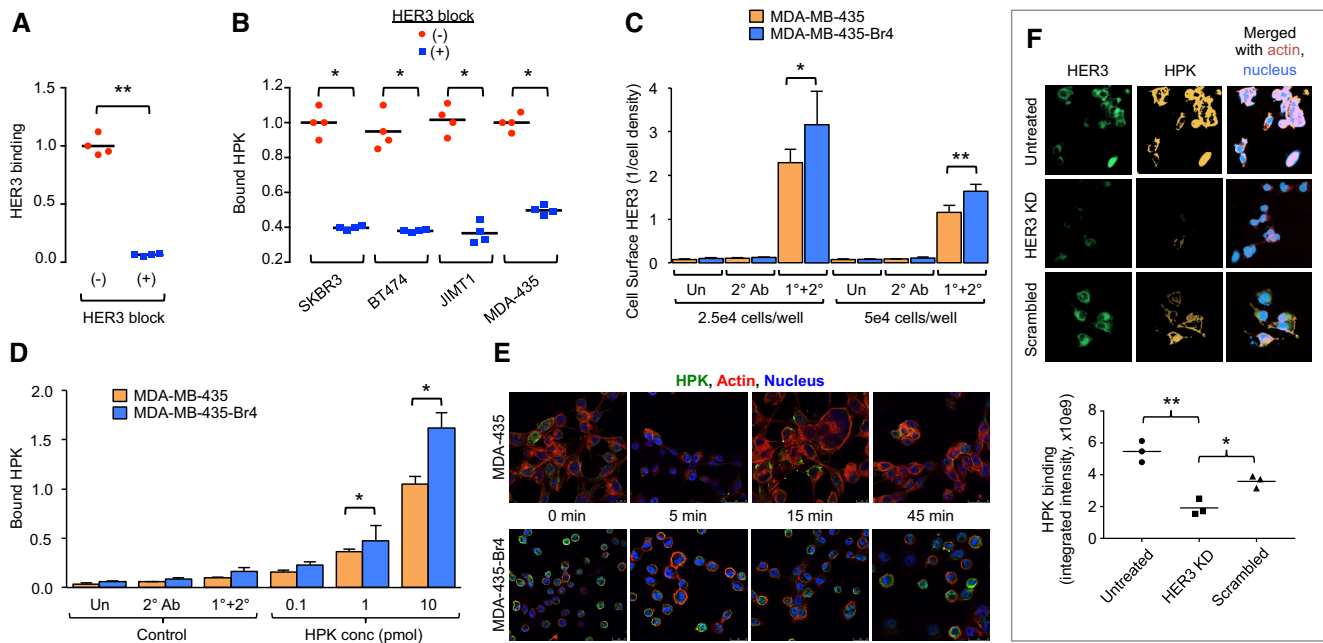 A
HER3 binding
1.5
1.0
0.5
0.0
**
(-)
(+)
HER3 block
B
HER3 block
(-)
(+)
Bound HPK
1.2
1.0
0.8
0.6
0.4
0.2
*
*
*
*
SKBR3
BT474
JIMT1
MDA-435
C
MDA-MB-435
MDA-MB-435-Br4
Cell Surface HER3 (1/cell density)
4
3
2
1
0
*
**
Un
2° Ab
1°+2°
Un
2° Ab
1°+2°
2.5e4 cells/well
5e4 cells/well
D
MDA-MB-435
MDA-MB-435-Br4
Bound HPK
2.0
1.5
1.0
0.5
0.0
*
*
Un
2° Ab
1°+2°
0.1
1
10
Control
HPK conc (pmol)
E
HPK, Actin, Nucleus
MDA-435
0 min
5 min
15 min
45 min
MDA-435-Br4
F
HER3
HPK
Merged
with actin,
nucleus
Untreated
HER3 KD
Scrambled
HPK binding
(integrated intensity, x10e9)
8
6
4
2
0
**
*
Untreated
HER3 KD
Scrambled